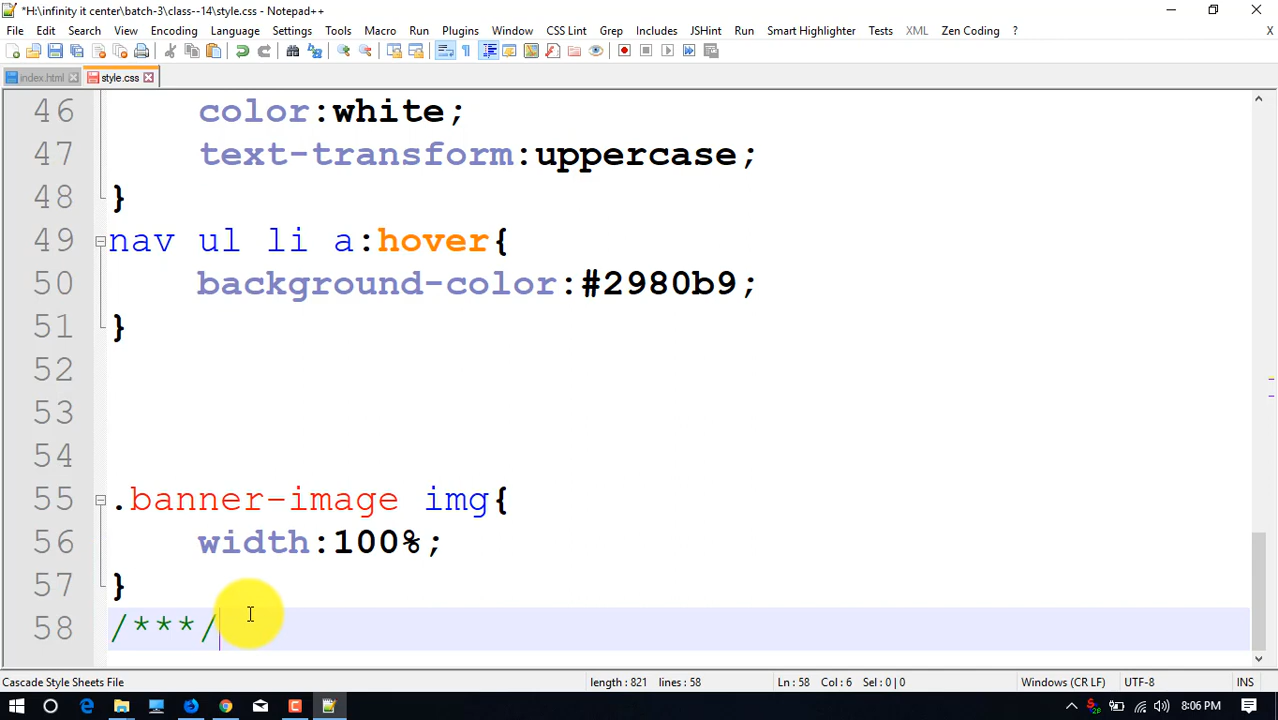 *H:\infinity it center\batch-3\class--14\style.css - Notepad++
File Edit Search View Encoding Language Settings Tools Macro Run Plugins Window CSS Lint Grep Includes JSHint Run Smart Highlighter Tests XML Zen Coding ? X
index.html style.css
46 color:white;
47 text-transform:uppercase;
48 }
49 nav ul li a:hover{
50 background-color:#2980b9;
51 }
52
53
54
55 .banner-image img{
56 width:100%;
57 }
58 /***/
Cascade Style Sheets File length : 821 lines : 58 Ln : 58 Col : 6 Sel : 0 | 0 Windows (CR LF) UTF-8 INS
8:06 PM